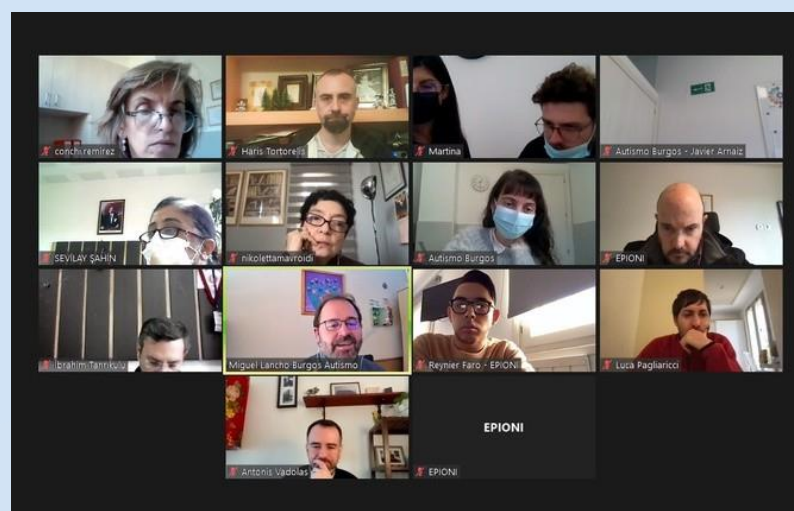 conchi.remirez
Haris Tortorelis
Martina
Autismo Burgos - Javier Arnaiz
SEVİLAY ŞAHİN
nikolettamavroidi
Autismo Burgos
EPIONI
İbrahim Tanrıkulu
Miguel Lancho Burgos Autismo
Reynier Faro - EPIONI
Luca Pagliaricci
Antonis Vadolas
EPIONI
EPIONI